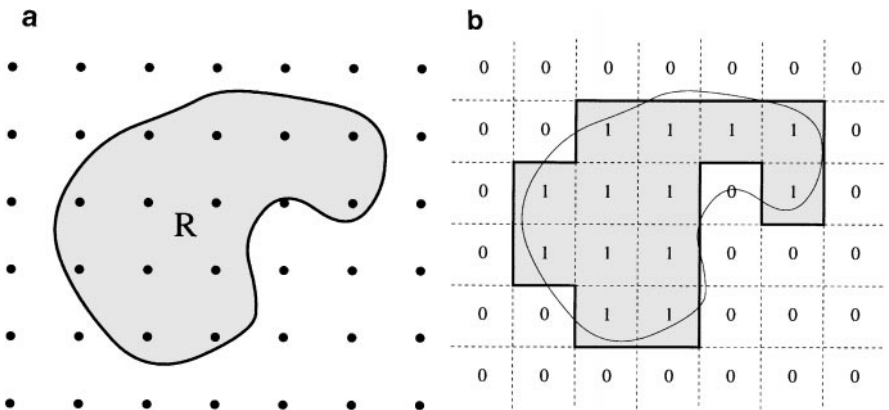 a
R
b
0 0 0 0 0 0 0
0 0 1 1 1 1 0
0 1 1 1 0 1 0
0 1 1 1 0 0 0
0 0 1 1 0 0 0
0 0 0 0 0 0 0